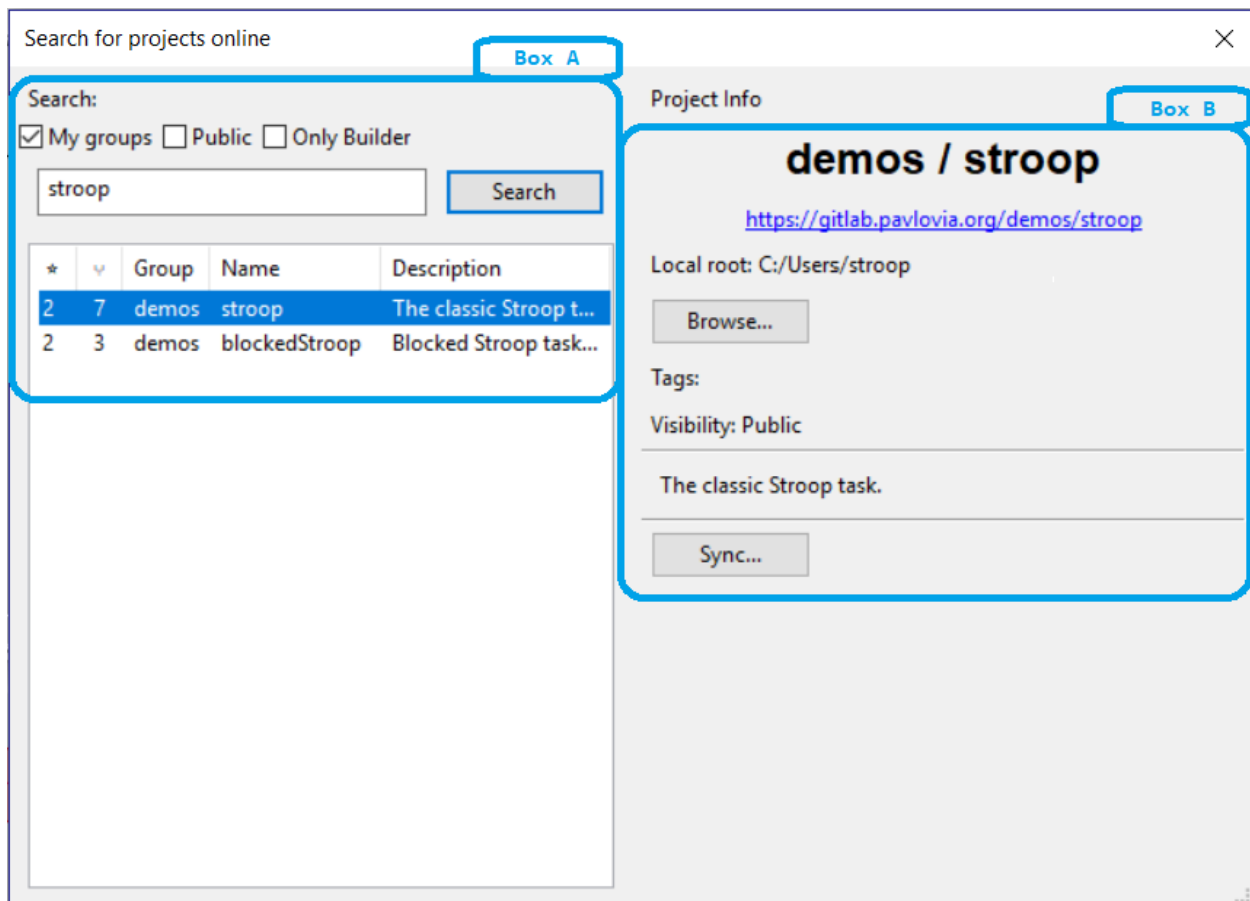 Search for projects online
Box A
Search:
My groups Public Only Builder
stroop Search
Group Name Description
2 7 demos stroop The classic Stroop t...
2 3 demos blockedStroop Blocked Stroop task...
Project Info
Box B
demos / stroop
https://gitlab.pavlovia.org/demos/stroop
Local root: C:/Users/stroop
Browse...
Tags:
Visibility: Public
The classic Stroop task.
Sync...